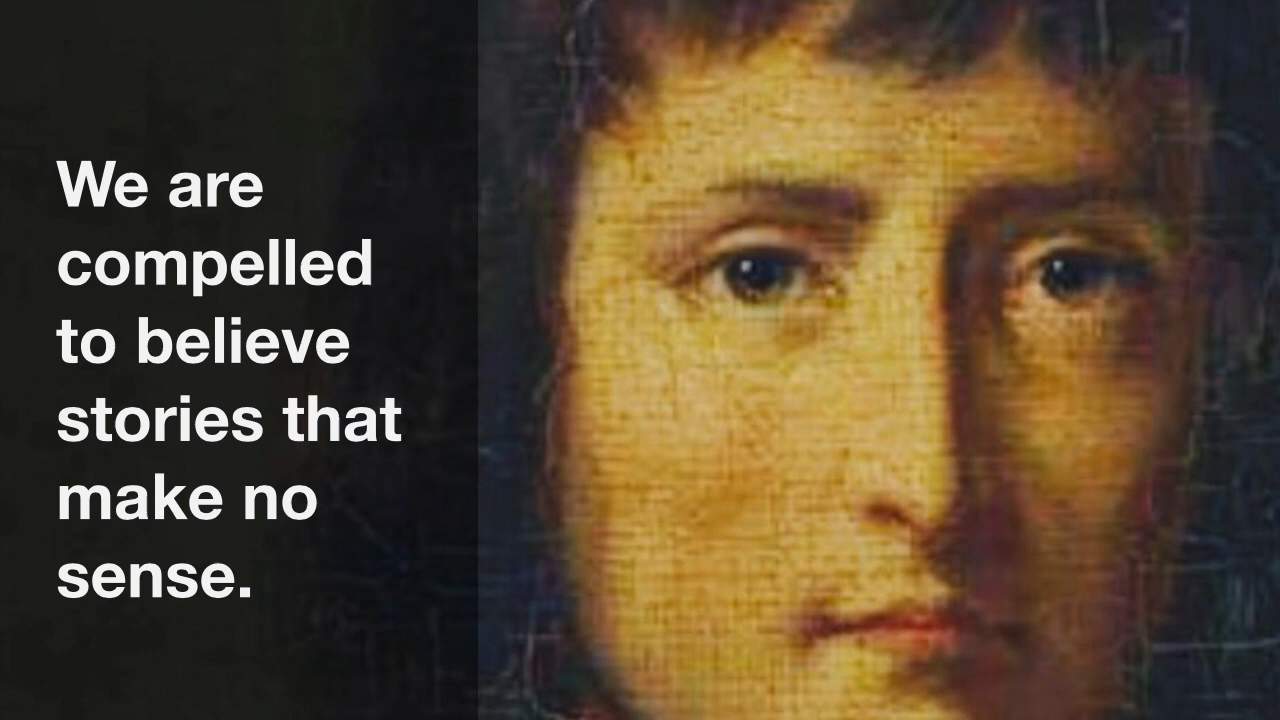 We are
compelled
to believe
stories that
make no
sense.